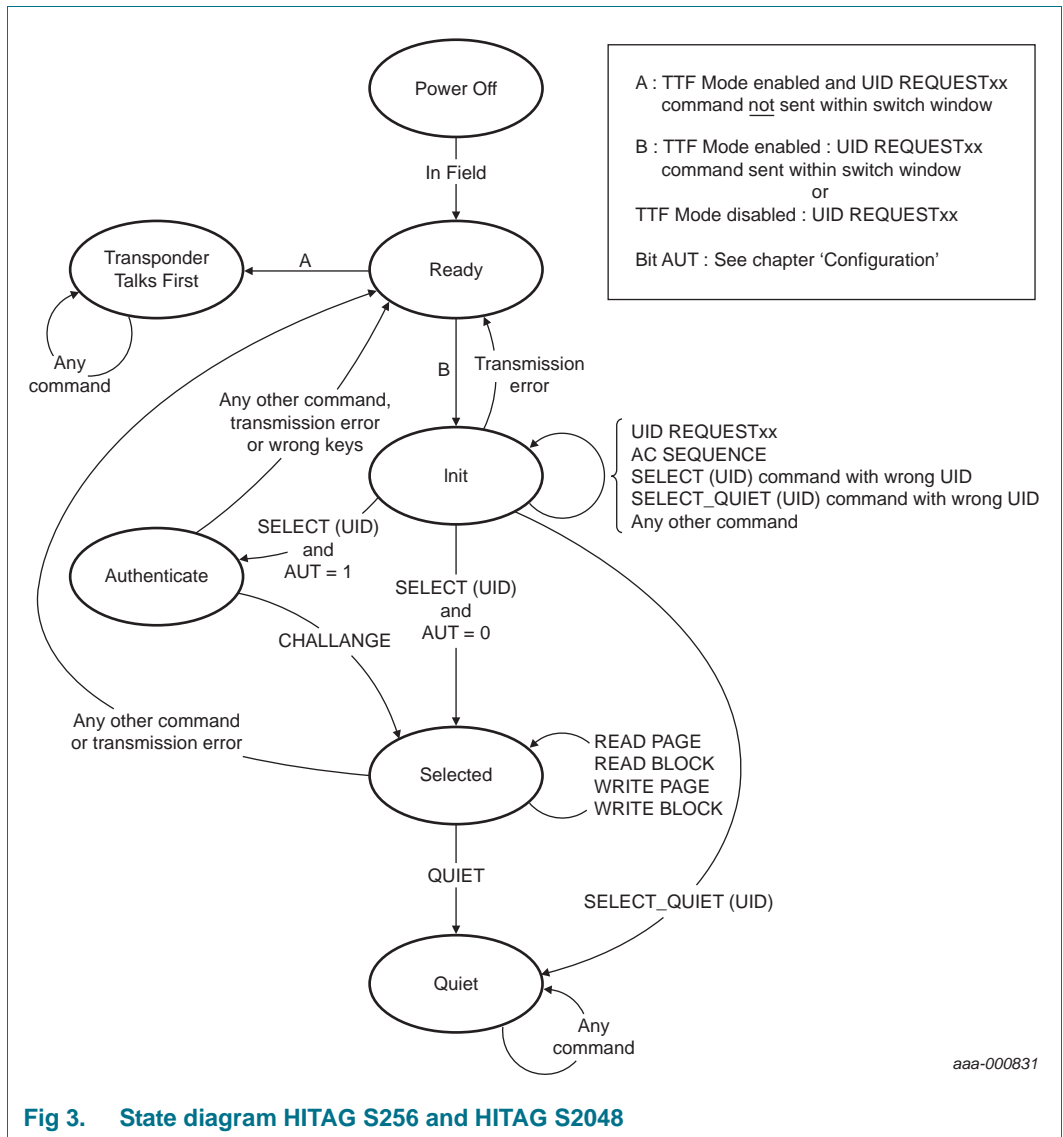 Power Off
A : TTF Mode enabled and UID REQUESTxx
command not sent within switch window
B : TTF Mode enabled : UID REQUESTxx
command sent within switch window
or
TTF Mode disabled : UID REQUESTxx
Bit AUT : See chapter ‘Configuration’
In Field
Transponder
Talks First
A
Ready
Any
command
B
Transmission
error
Any other command,
transmission error
or wrong keys
Init
UID REQUESTxx
AC SEQUENCE
SELECT (UID) command with wrong UID
SELECT_QUIET (UID) command with wrong UID
Any other command
SELECT (UID)
and
AUT = 1
Authenticate
SELECT (UID)
and
AUT = 0
CHALLANGE
Any other command
or transmission error
Selected
READ PAGE
READ BLOCK
WRITE PAGE
WRITE BLOCK
QUIET
SELECT_QUIET (UID)
Quiet
Any
command
aaa-000831
Fig 3. State diagram HITAG S256 and HITAG S2048